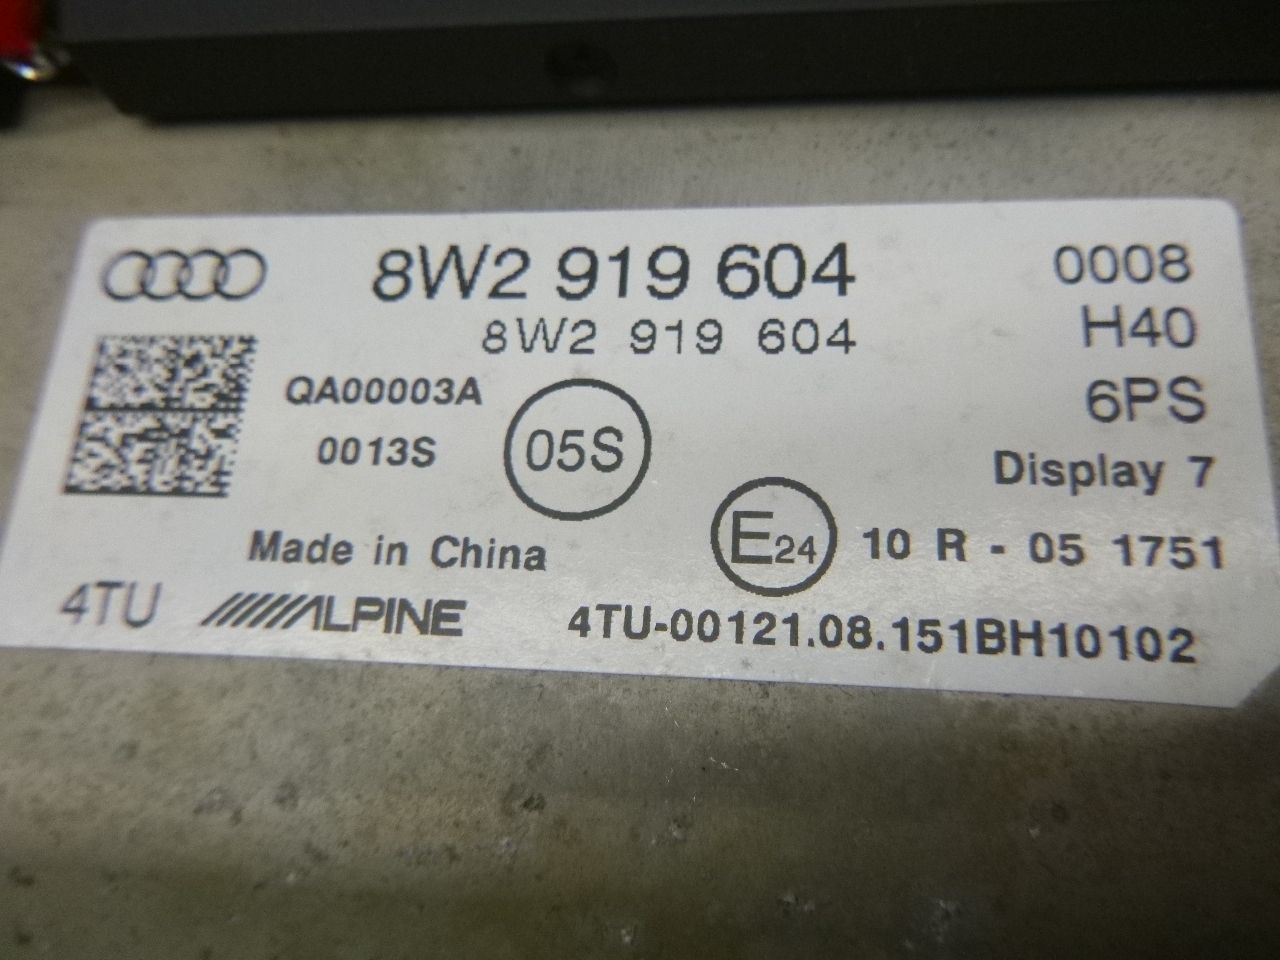 8W2 919 604 0008
8W2 919 604 H40
QA00003A 6PS
0013S 05S Display 7
Made in China E24 10 R - 05 1751
4TU ALPINE 4TU-00121.08.151BH10102